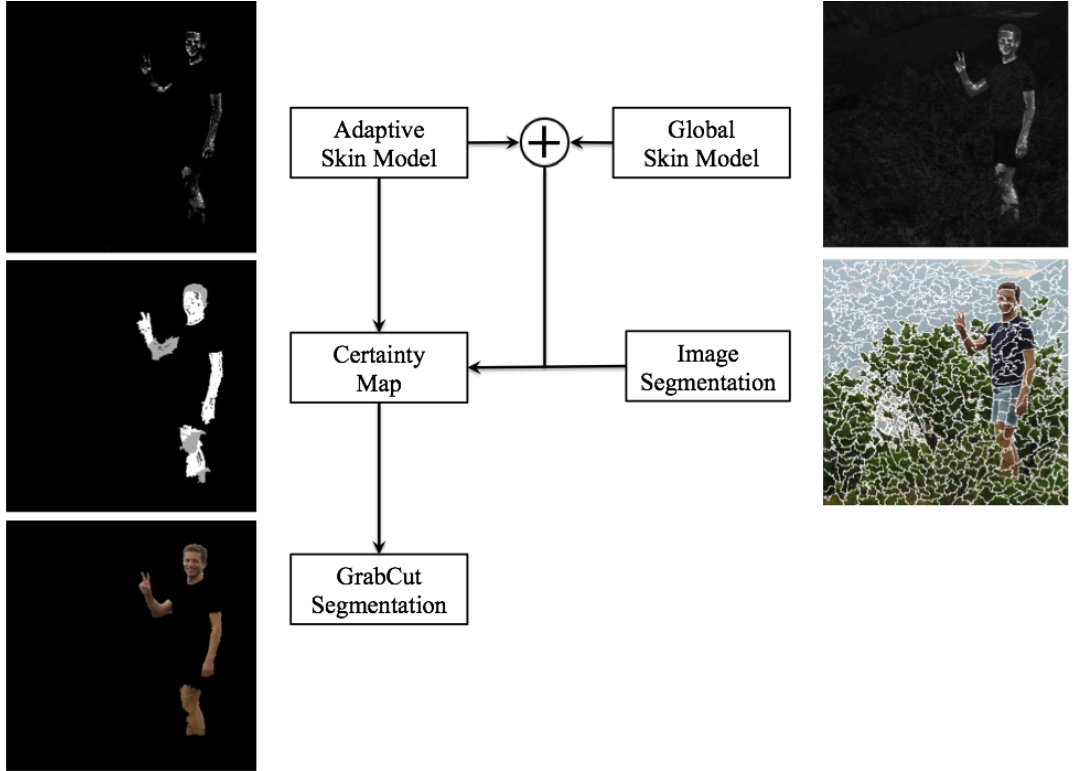 Adaptive
Skin Model
Global
Skin Model
Certainty
Map
Image
Segmentation
GrabCut
Segmentation